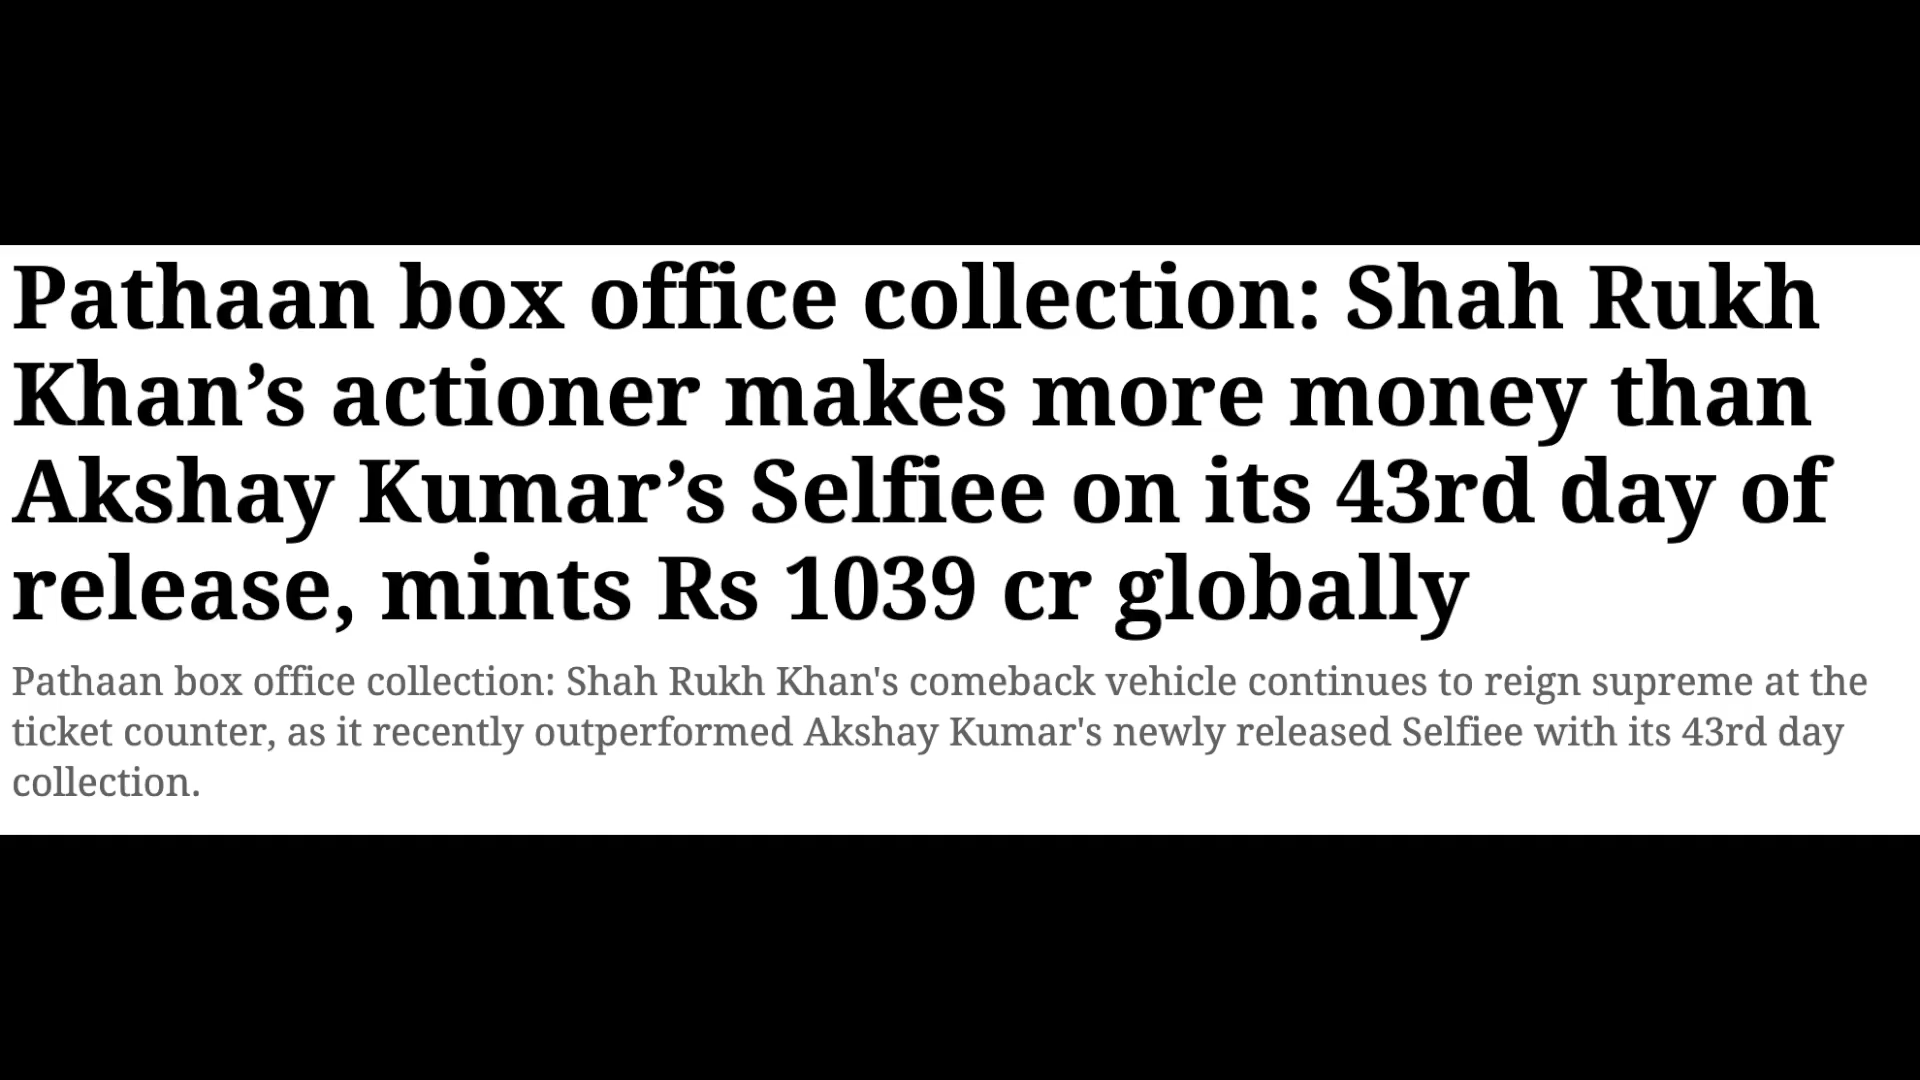 Pathaan box office collection: Shah Rukh
Khan’s actioner makes more money than
Akshay Kumar’s Selfiee on its 43rd day of
release, mints Rs 1039 cr globally
Pathaan box office collection: Shah Rukh Khan's comeback vehicle continues to reign supreme at the
ticket counter, as it recently outperformed Akshay Kumar's newly released Selfiee with its 43rd day
collection.